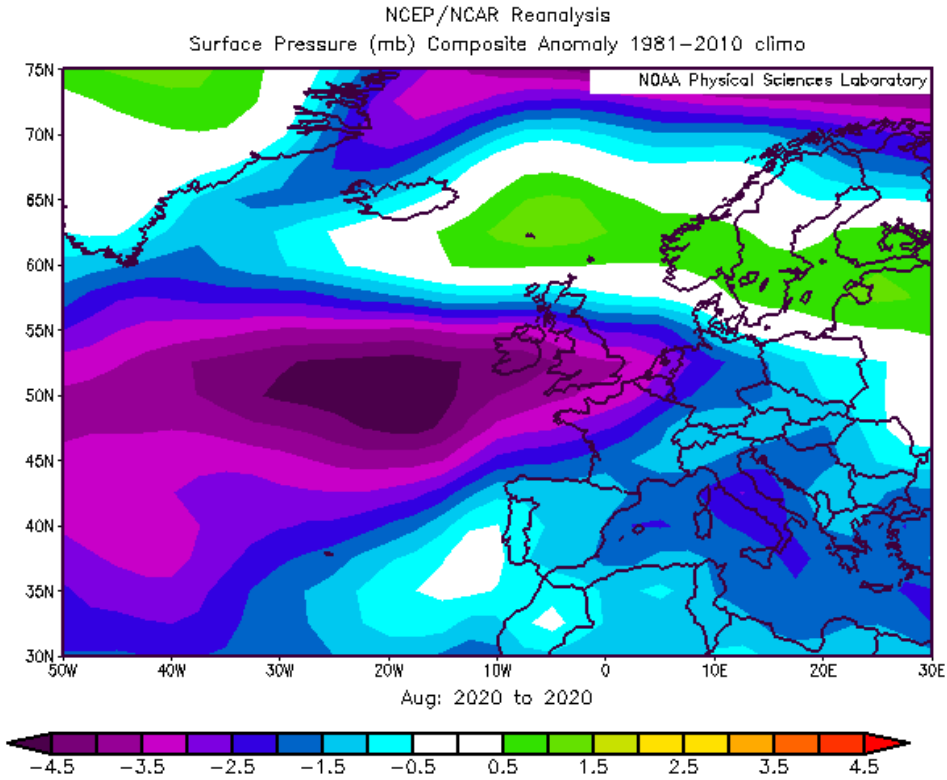 NCEP/NCAR Reanalysis
Surface Pressure (mb) Composite Anomaly 1981-2010 climo
NOAA Physical Sciences Laboratory
75N
70N
65N
60N
55N
50N
45N
40N
35N
30N
50W 40W 30W 20W 10W 0 10E 20E 30E
Aug: 2020 to 2020
-4.5 -3.5 -2.5 -1.5 -0.5 0.5 1.5 2.5 3.5 4.5